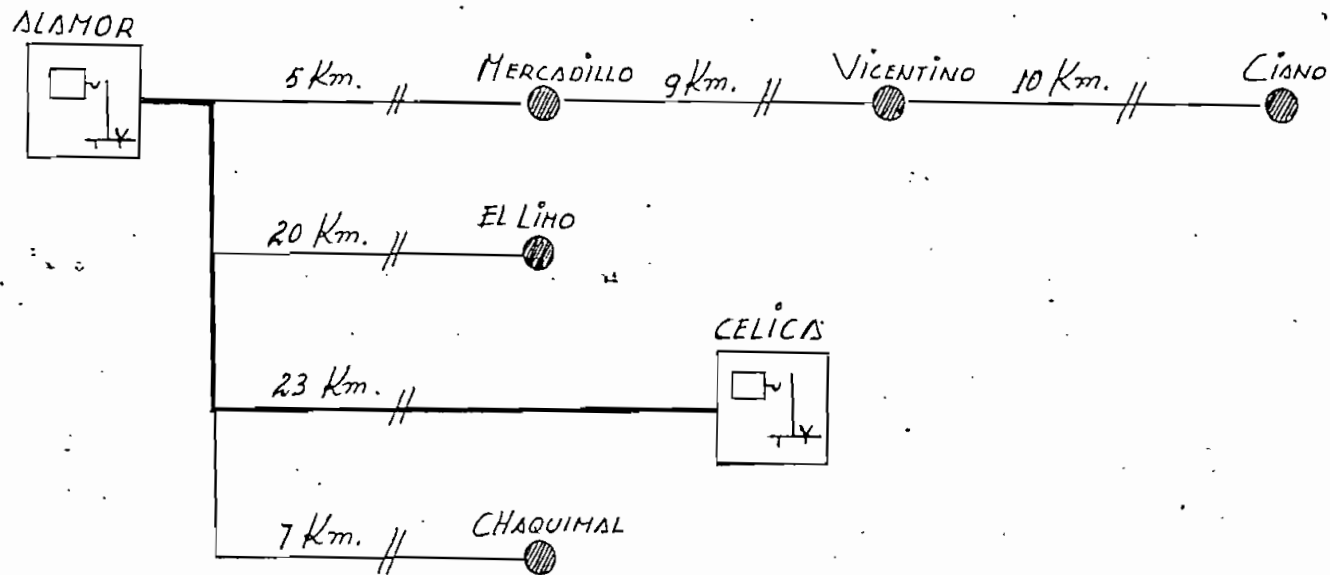 ALAMOR
5 Km. MERCADILLO 9 Km. VICENTINO 10 Km. CIANO
20 Km. EL LIMO
CELICA
23 Km.
7 Km. CHAQUIMAL